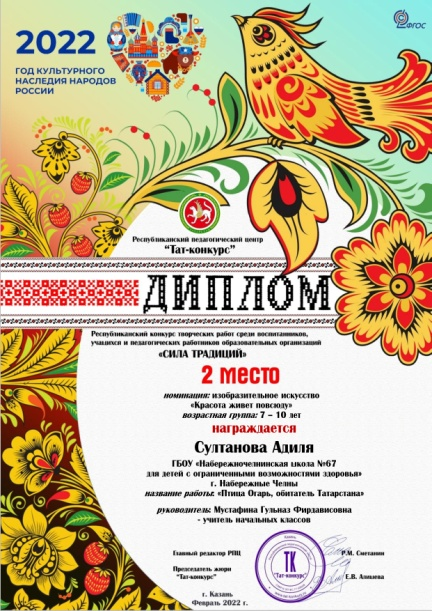 2022
ГОД КУЛЬТУРНОГО
НАСЛЕДИЯ НАРОДОВ
РОССИИ
ФГОС
Республиканский педагогический центр
"Тат-конкурс"
ДИПЛОМ
Республиканский конкурс творческих работ среди воспитанников,
учащихся и педагогических работников образовательных организаций
«СИЛА ТРАДИЦИЙ»
2 место
номинация: изобразительное искусство
«Красота живет повсюду»
возрастная группа: 7 – 10 лет
награждается
Султанова Адиля
ГБОУ «Набережночелнинская школа №67
для детей с ограниченными возможностями здоровья»
г. Набережные Челны
название работы: «Птица Огарь, обитатель Татарстана»
руководитель: Мустафина Гульназ Фирдависовна
- учитель начальных классов
Главный редактор РПЦ
Р.М. Сметанин
Председатель жюри
"Тат-конкурс"
Е.В. Аликеева
ТК
"Тат-конкурс"
г. Казань
Февраль 2022 г.